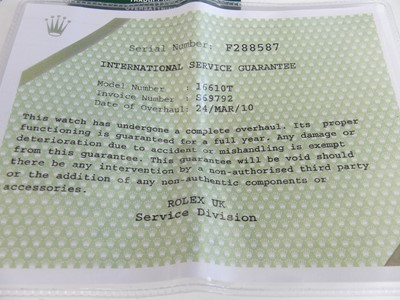 Serial Number: F288587
INTERNATIONAL SERVICE GUARANTEE
Model Number : 16610T
Invoice Number : S69792
Date of Overhaul: 24/MAR/10
This watch has undergone a complete overhaul. Its proper
functioning is guaranteed for a full year. Any damage or
deterioration due to accident or mishandling is exempt
from this guarantee. This guarantee will be void should
there be any intervention by a non-authorised third party
or the addition of any non-authentic components or
accessories.
ROLEX UK
Service Division